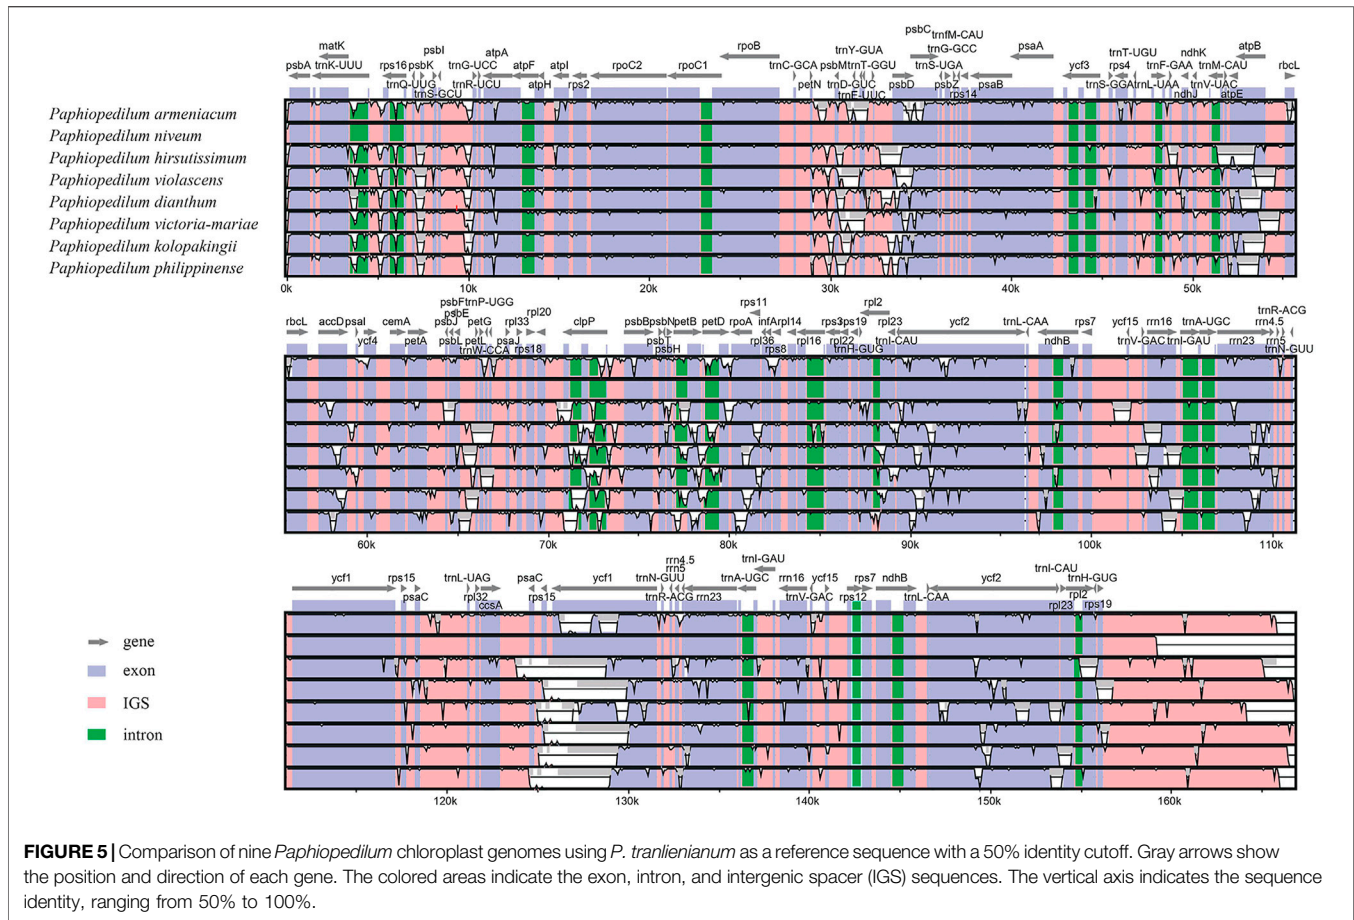 psbC
trnY-GUA trnfM-CAU
psbI
matK atpA rpoB psbMtrnT-GGU trnG-GCC psaA trnT-UGU ndhK atpB
psbA trnK-UUU rps16 psbK trnG-UCC atpF atpI rpoC2 rpoC1 trnC-GCA trnS-UGA ycf3 rps4 trnF-GAA trnM-CAU rbcL
trnQ-UUG trnR-UCU atpH rps2 petN trnD-GUC psbD psbZ psaB trnS-GGA trnL-UAA trnV-UAC
trnS-GCU trnE-UUC rps14 ndhJ atpE
Paphiopedilum armeniacum
Paphiopedilum niveum
Paphiopedilum hirsutissimum
Paphiopedilum violascens
Paphiopedilum dianthum
Paphiopedilum victoria-mariae
Paphiopedilum kolopakingii
Paphiopedilum philippinense
0k 10k 20k 30k 40k 50k
psbF trnP-UGG rps11 rpl2
psbE rpl20 trnR-ACG
rbcL accD psaI cemA psbJ petG rpl33 clpP psbB psbN petB petD rpoA infA rpl14 rps3 rps19 rpl23 ycf2 trnL-CAA rps7 ycf15 rrn16 trnA-UGC rrn4.5
ycf4 petA psbL petL psaJ psbT rpl36 rpl16 rpl22 trnI-CAU ndhB trnV-GAC trnI-GAU rrn23 rrn5
trnW-CCA rps18 psbH rps8 trnH-GUG trnN-GUU
60k 70k 80k 90k 100k 110k
rrn4.5 trnI-GAU
rrn5 trnI-CAU
ycf1 rps15 trnL-UAG psaC ycf1 trnN-GUU trnA-UGC rrn16 ycf15 rps7 ndhB ycf2 trnH-GUG
psaC rpl32 rps15 trnR-ACG rrn23 trnV-GAC rps12 trnL-CAA rpl2
ccsA rpl23 rps19
gene
exon
IGS
intron
120k 130k 140k 150k 160k
FIGURE 5 | Comparison of nine Paphiopedilum chloroplast genomes using P. tranlienianum as a reference sequence with a 50% identity cutoff. Gray arrows show
the position and direction of each gene. The colored areas indicate the exon, intron, and intergenic spacer (IGS) sequences. The vertical axis indicates the sequence
identity, ranging from 50% to 100%.